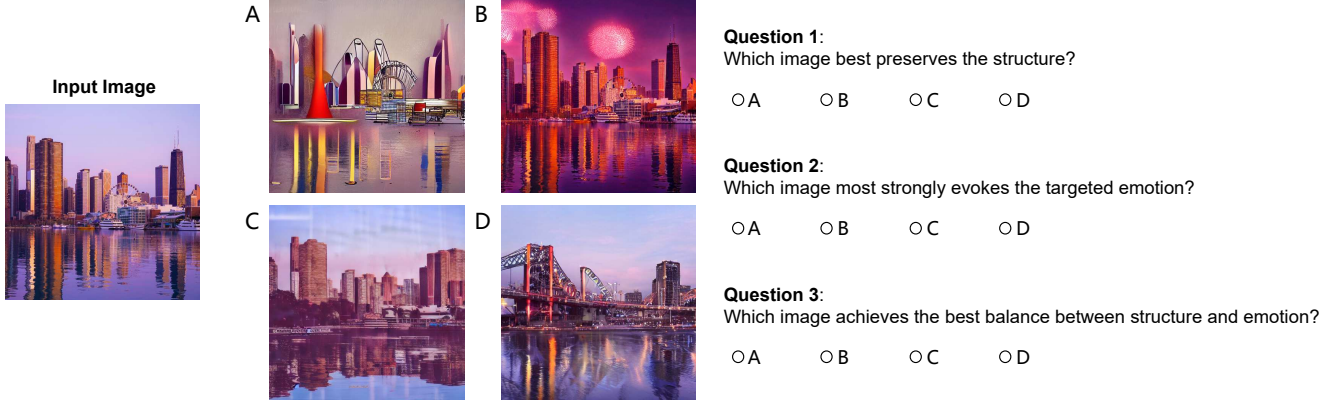 Input Image
A
B
C
D
Question 1:
Which image best preserves the structure?
A B C D
Question 2:
Which image most strongly evokes the targeted emotion?
A B C D
Question 3:
Which image achieves the best balance between structure and emotion?
A B C D